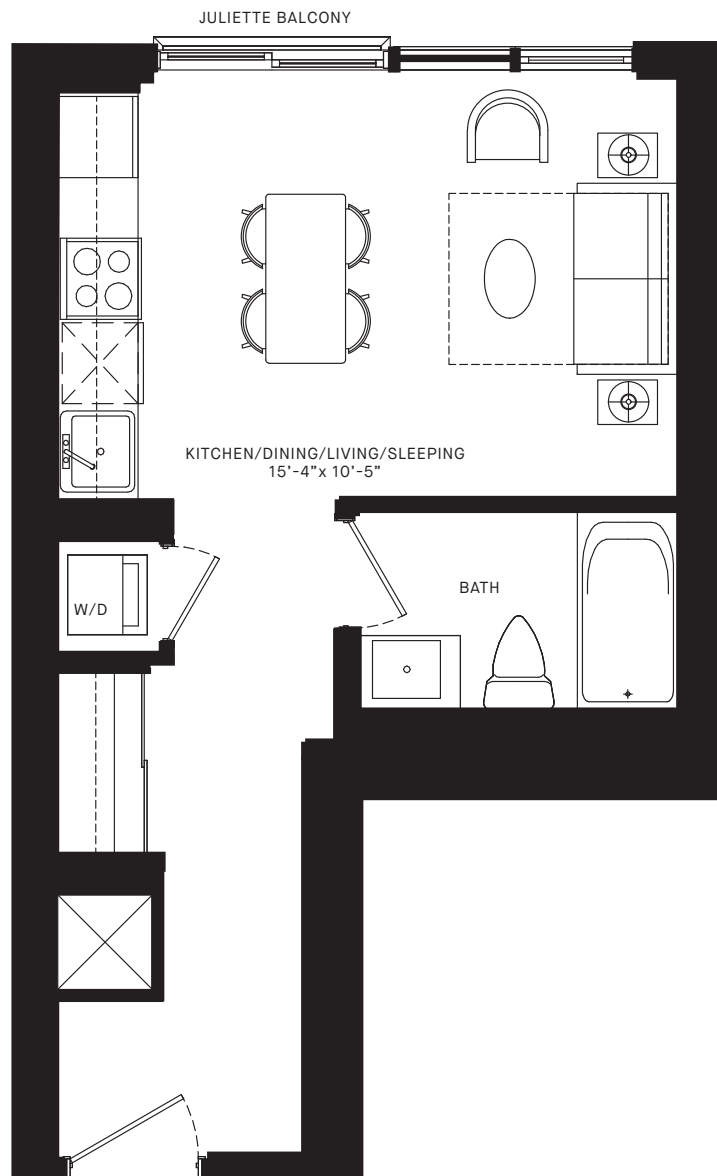 JULIETTE BALCONY
KITCHEN/DINING/LIVING/SLEEPING
15'-4”x 10'-5”
W/D
BATH